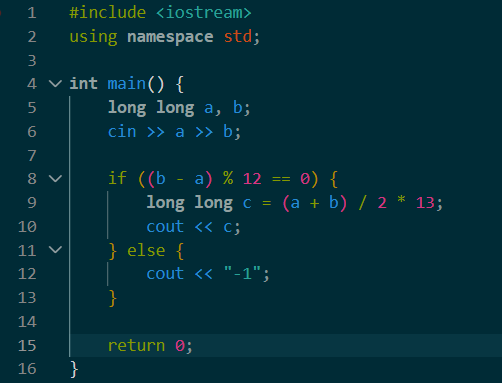 1 #include <iostream>
2 using namespace std;
3
4 int main() {
5 long long a, b;
6 cin >> a >> b;
7
8 if ((b - a) % 12 == 0) {
9 long long c = (a + b) / 2 * 13;
10 cout << c;
11 } else {
12 cout << "-1";
13 }
14
15 return 0;
16 }